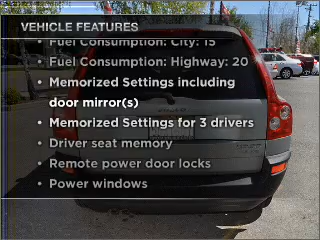 VEHICLE FEATURES
• Fuel Consumption: City: 15
• Fuel Consumption: Highway: 20
• Memorized Settings including
door mirror(s)
• Memorized Settings for 3 drivers
• Driver seat memory
• Remote power door locks
• Power windows